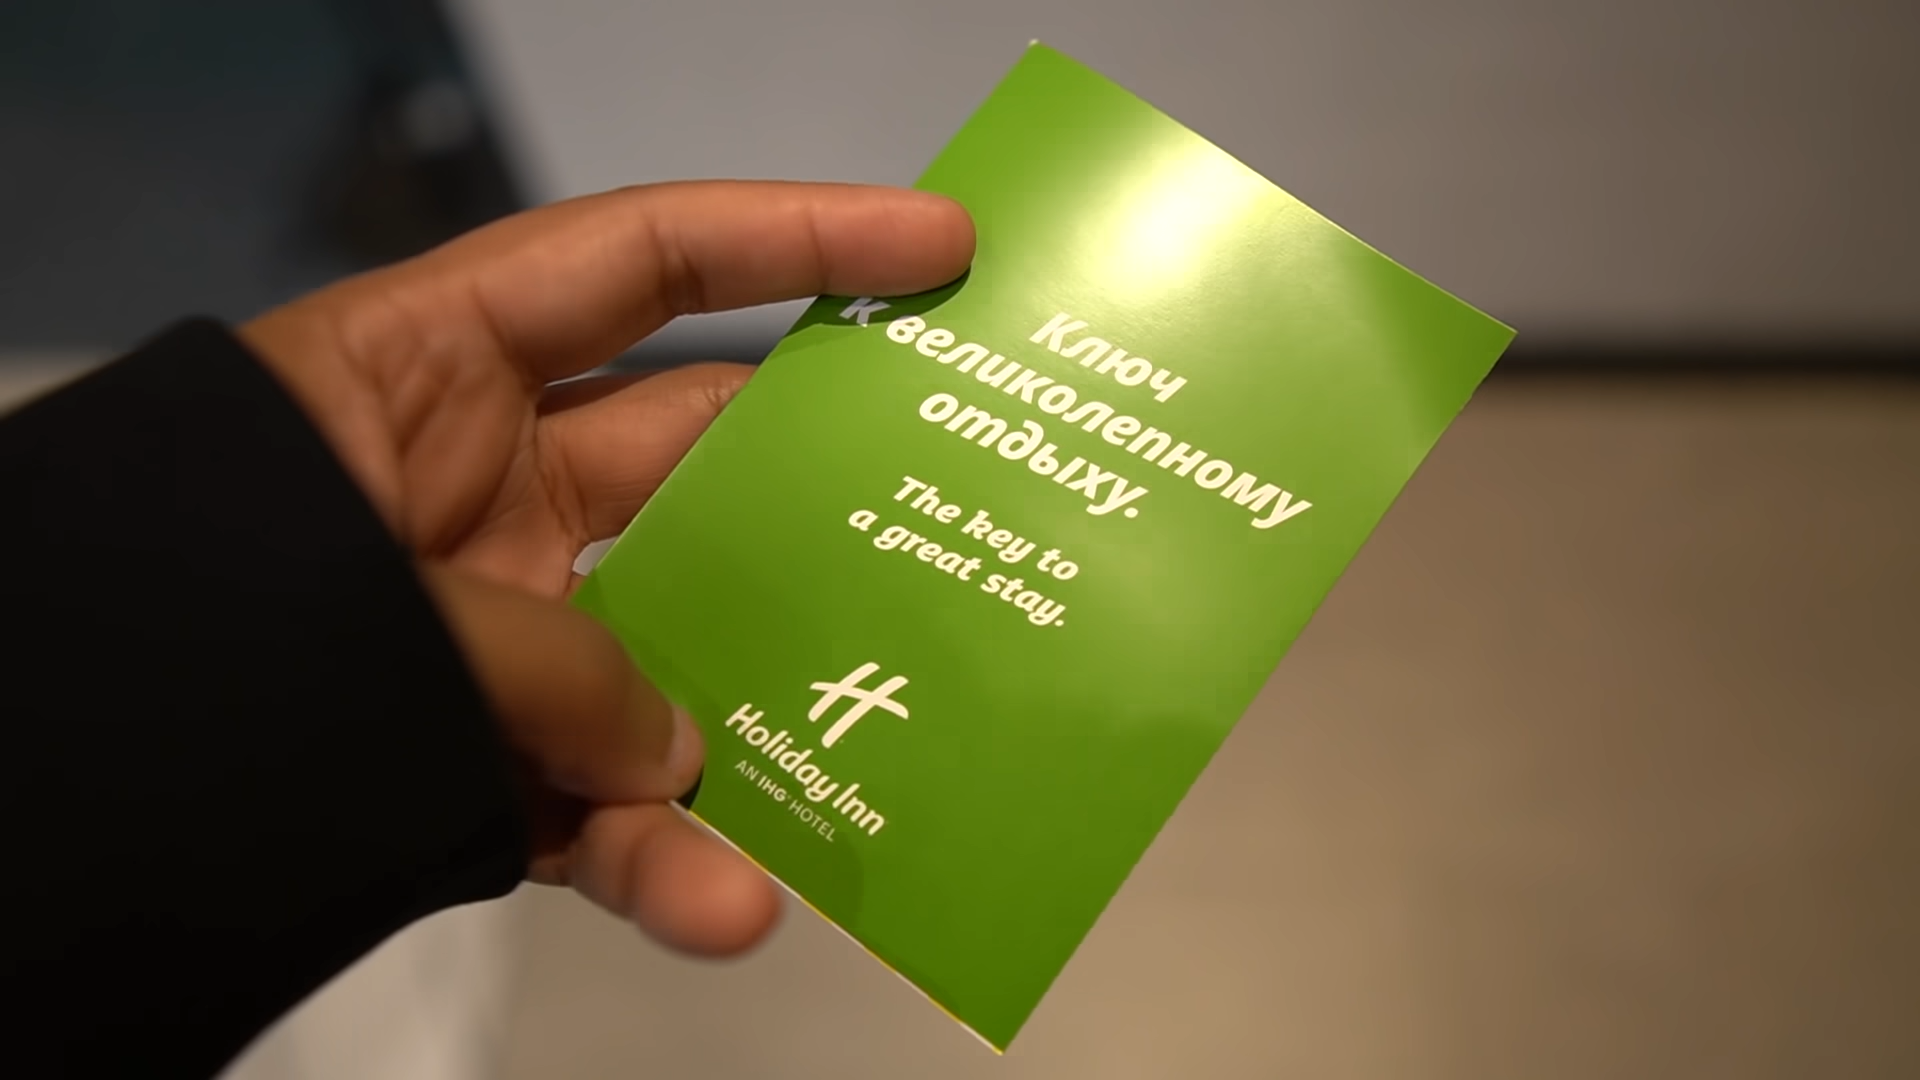 Ключ
к великолепному
отдыху.
The key to
a great stay.
H
Holiday Inn
AN IHG® HOTEL